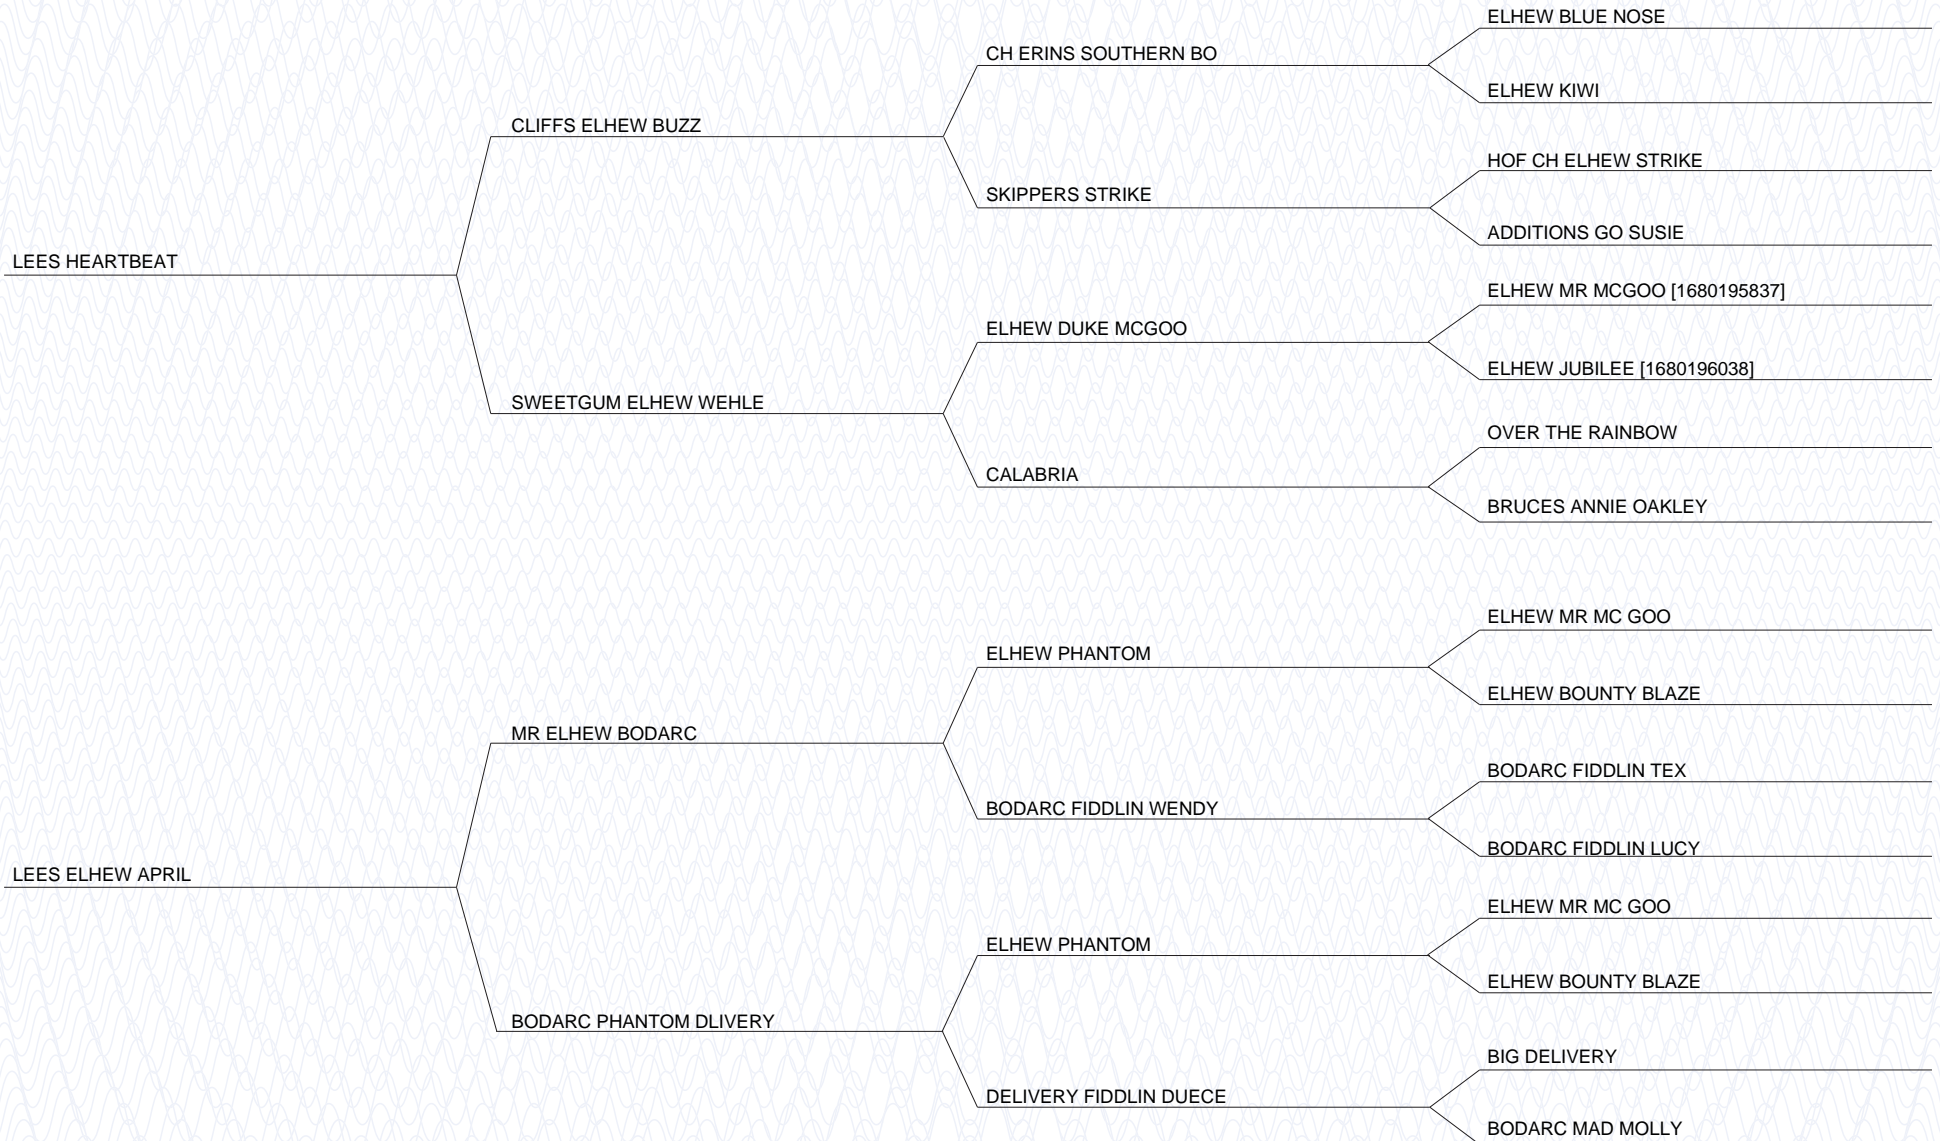 ELHEW BLUE NOSE
CH ERINS SOUTHERN BO
ELHEW KIWI
CLIFFS ELHEW BUZZ
HOF CH ELHEW STRIKE
SKIPPERS STRIKE
ADDITIONS GO SUSIE
LEES HEARTBEAT
ELHEW MR MCGOO [1680195837]
ELHEW DUKE MCGOO
ELHEW JUBILEE [1680196038]
SWEETGUM ELHEW WEHLE
OVER THE RAINBOW
CALABRIA
BRUCES ANNIE OAKLEY
ELHEW MR MC GOO
ELHEW PHANTOM
ELHEW BOUNTY BLAZE
MR ELHEW BODARC
BODARC FIDDLIN TEX
BODARC FIDDLIN WENDY
BODARC FIDDLIN LUCY
LEES ELHEW APRIL
ELHEW MR MC GOO
ELHEW PHANTOM
ELHEW BOUNTY BLAZE
BODARC PHANTOM DLIVERY
BIG DELIVERY
DELIVERY FIDDLIN DUECE
BODARC MAD MOLLY